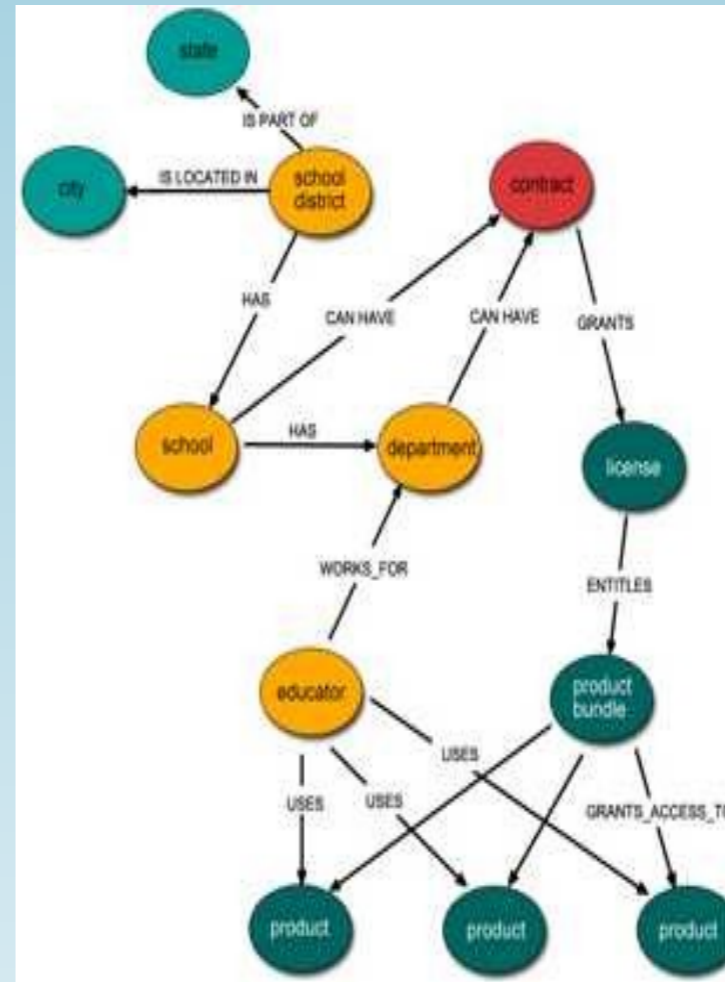 state
IS PART OF
city
IS LOCATED IN
school
district
contract
HAS
CAN HAVE
CAN HAVE
GRANTS
school
HAS
department
license
WORKS_FOR
ENTITLES
educator
product
bundle
USES
USES
USES
GRANTS_ACCESS_TO
product
product
product